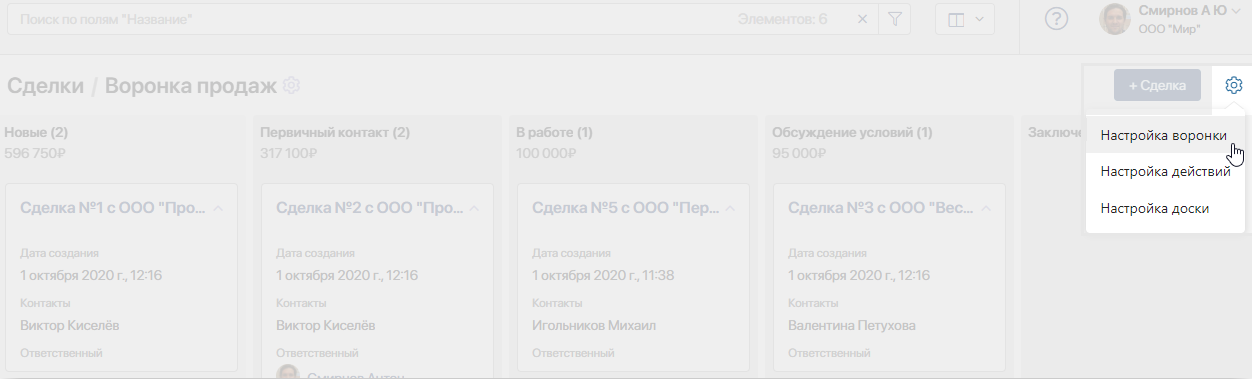 Поиск по полям "Название" Элементов: 6
Смирнов А Ю
ООО "Мир"
Сделки / Воронка продаж
+ Сделка
Новые (2)
596 750₽
Первичный контакт (2)
317 100₽
В работе (1)
100 000₽
Обсуждение условий (1)
95 000₽
Заключе
Настройка воронки
Настройка действий
Настройка доски
Сделка №1 с ООО "Про...
Дата создания
1 октября 2020 г., 12:16
Контакты
Виктор Киселёв
Ответственный
Сделка №2 с ООО "Про...
Дата создания
1 октября 2020 г., 12:16
Контакты
Виктор Киселёв
Ответственный
Смирнов Антон
Сделка №5 с ООО "Пер...
Дата создания
1 октября 2020 г., 11:38
Контакты
Игольников Михаил
Ответственный
Сделка №3 с ООО "Вес...
Дата создания
1 октября 2020 г., 12:16
Контакты
Валентина Петухова
Ответственный